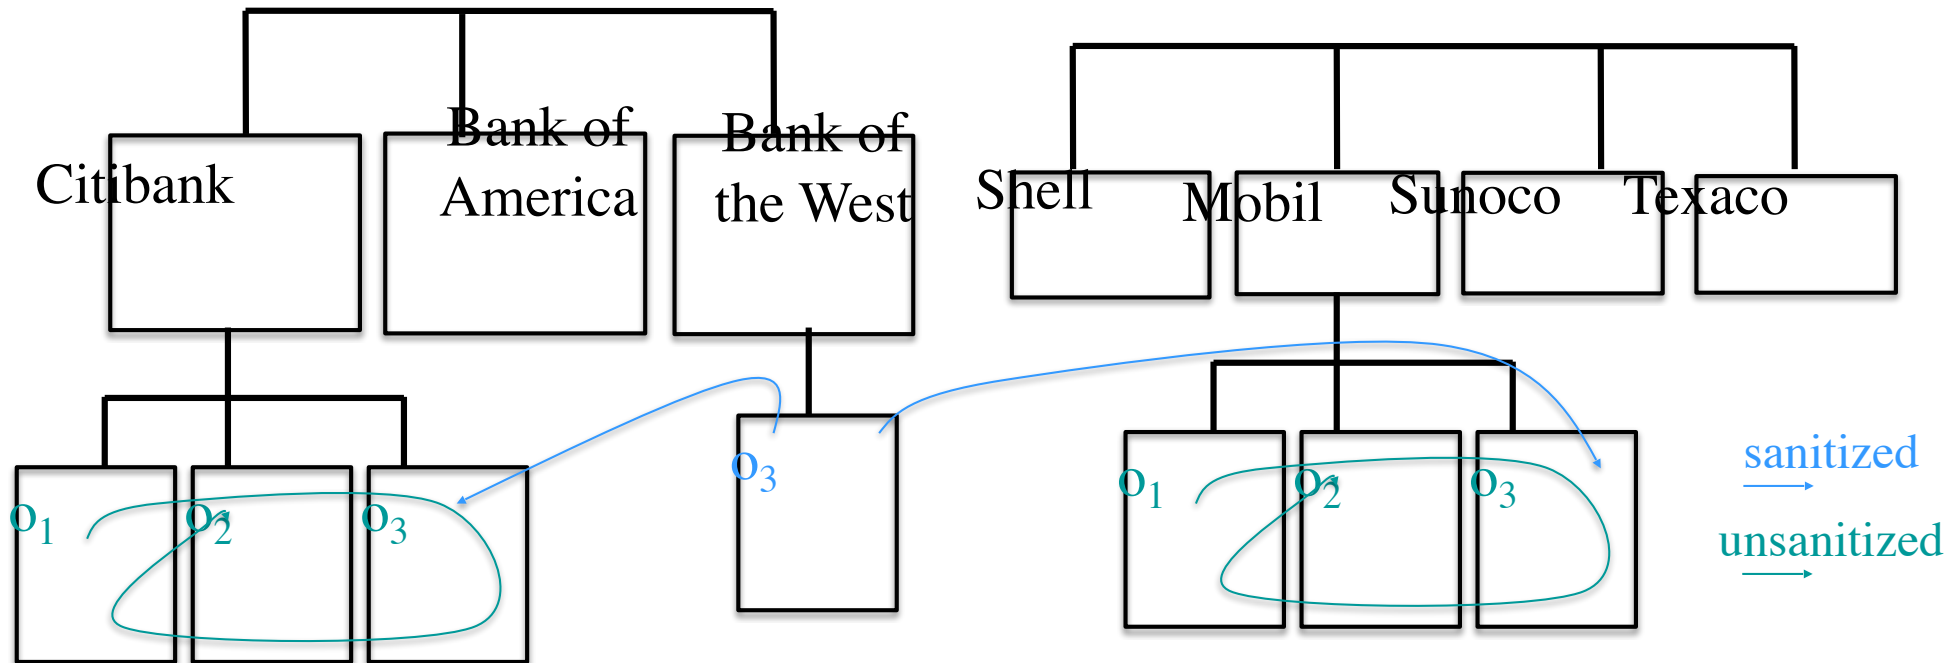 Citibank
Bank of
America
Bank of
the West
Shell
Mobil
Sunoco
Texaco
o1
o2
o3
o3
o1
o2
o3
sanitized
unsanitized